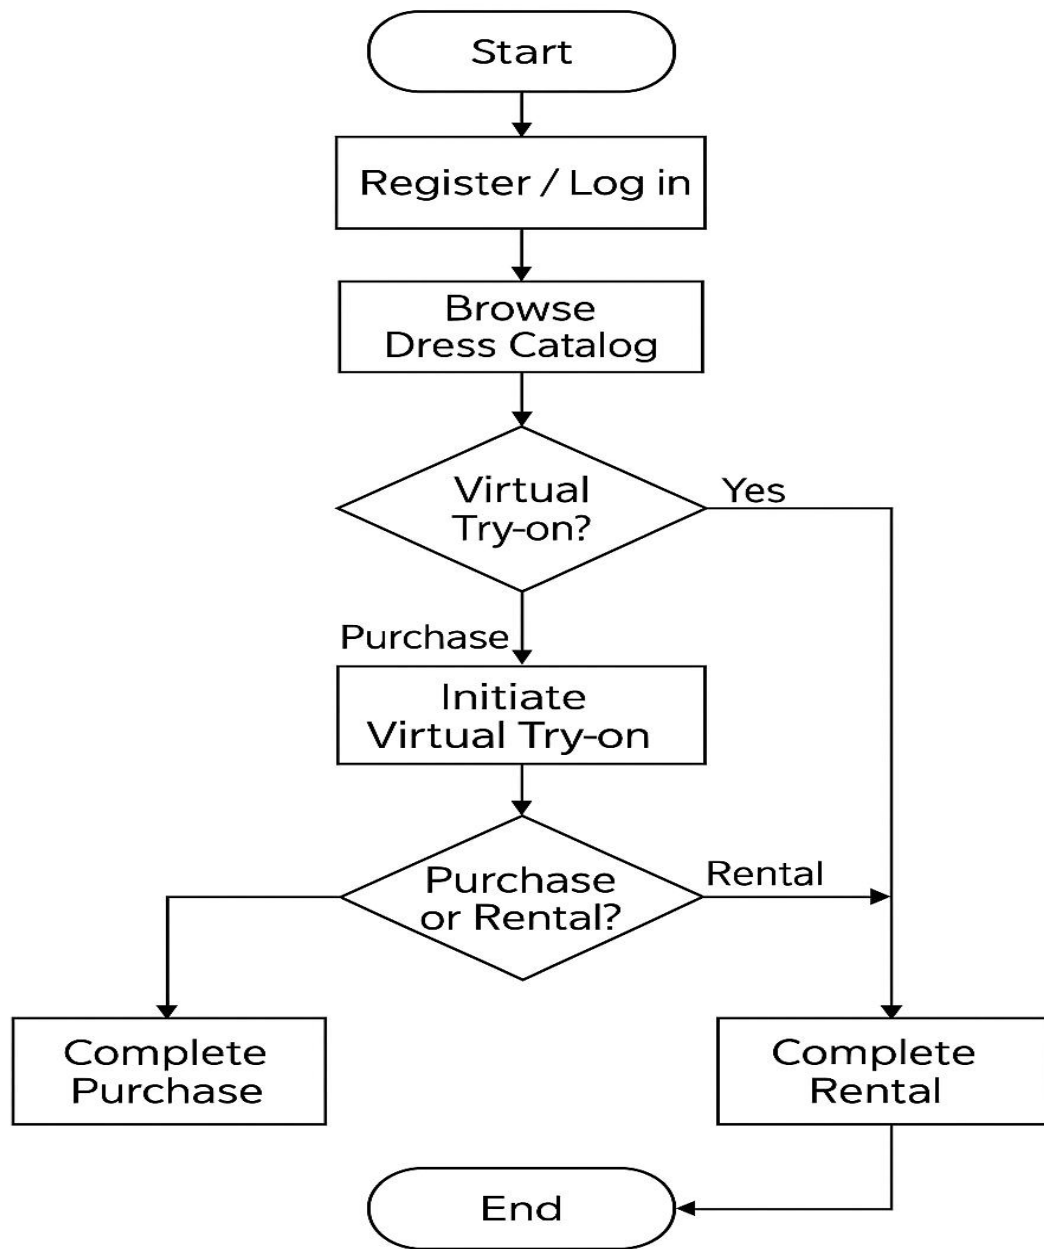 Start
Register / Log in
Browse
Dress Catalog
Virtual
Try-on?
Yes
Purchase
Initiate
Virtual Try-on
Purchase
or Rental?
Rental
Complete
Purchase
Complete
Rental
End